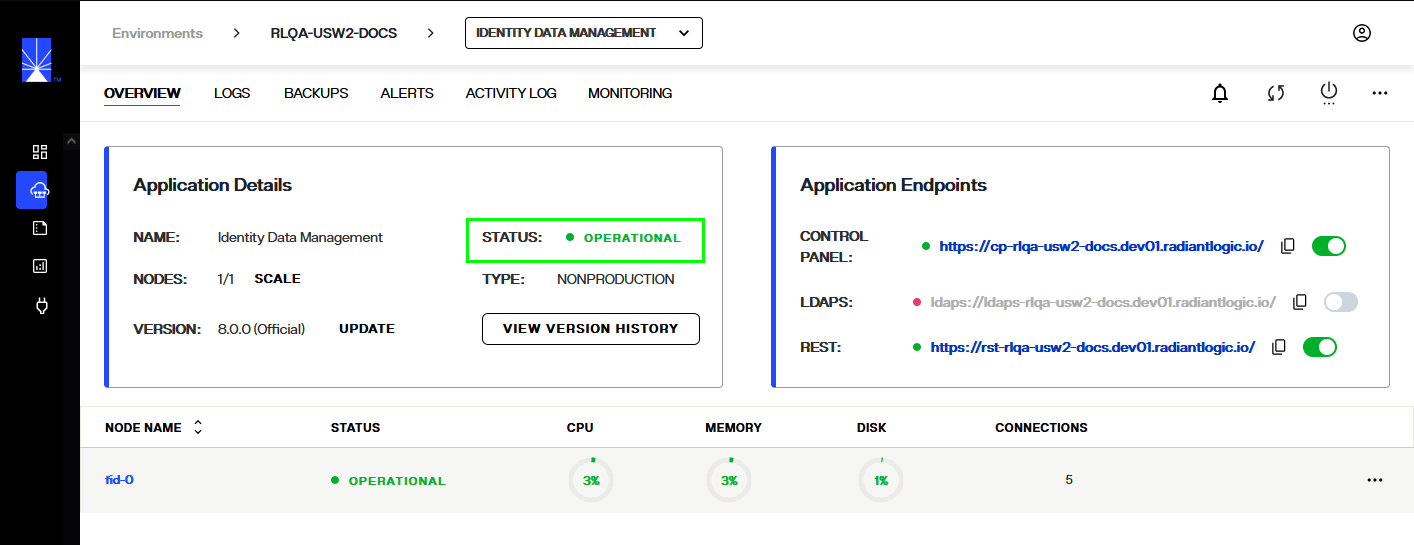 Environments > RLQA-USW2-DOCS > IDENTITY DATA MANAGEMENT
TM
OVERVIEW LOGS BACKUPS ALERTS ACTIVITY LOG MONITORING
Application Details
NAME: Identity Data Management STATUS: OPERATIONAL
NODES: 1/1 SCALE TYPE: NONPRODUCTION
VERSION: 8.0.0 (Official) UPDATE VIEW VERSION HISTORY
Application Endpoints
CONTROL
PANEL: https://cp-rlqa-usw2-docs.dev01.radiantlogic.io/
LDAPS: ldaps://ldaps-rlqa-usw2-docs.dev01.radiantlogic.io/
REST: https://rst-rlqa-usw2-docs.dev01.radiantlogic.io/
NODE NAME STATUS CPU MEMORY DISK CONNECTIONS
fid-0 OPERATIONAL 3% 3% 1% 5